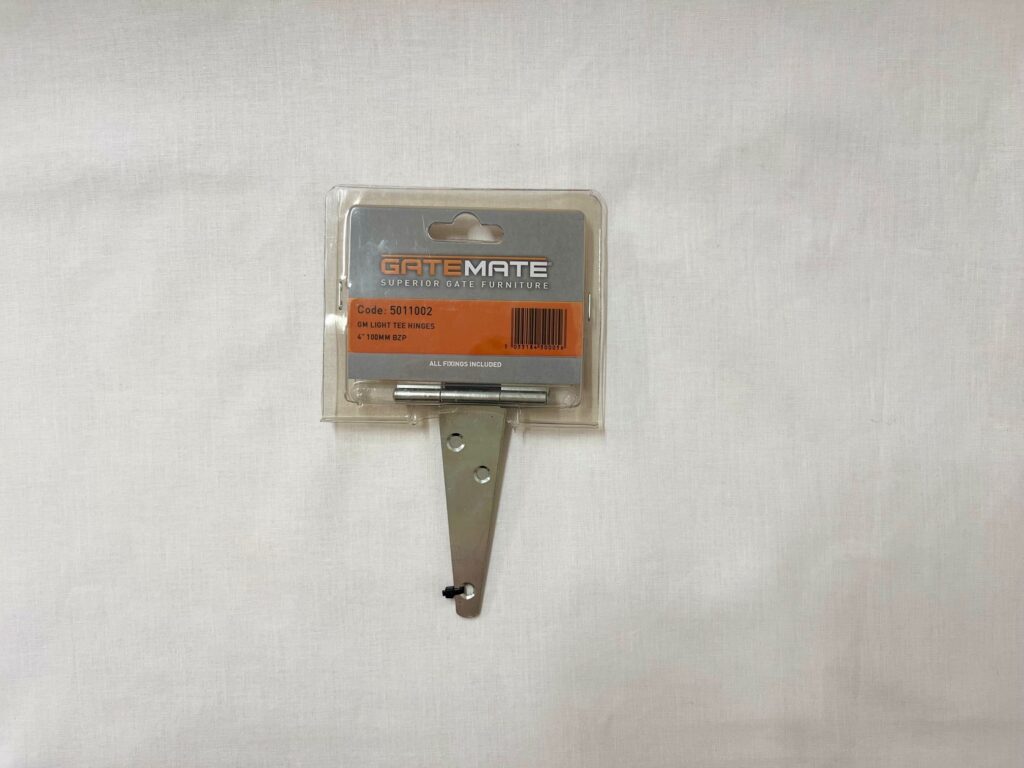 GATEMATE
SUPERIOR GATE FURNITURE
Code: 5011002
GM LIGHT TEE HINGES
4" 100MM BZP
ALL FIXINGS INCLUDED